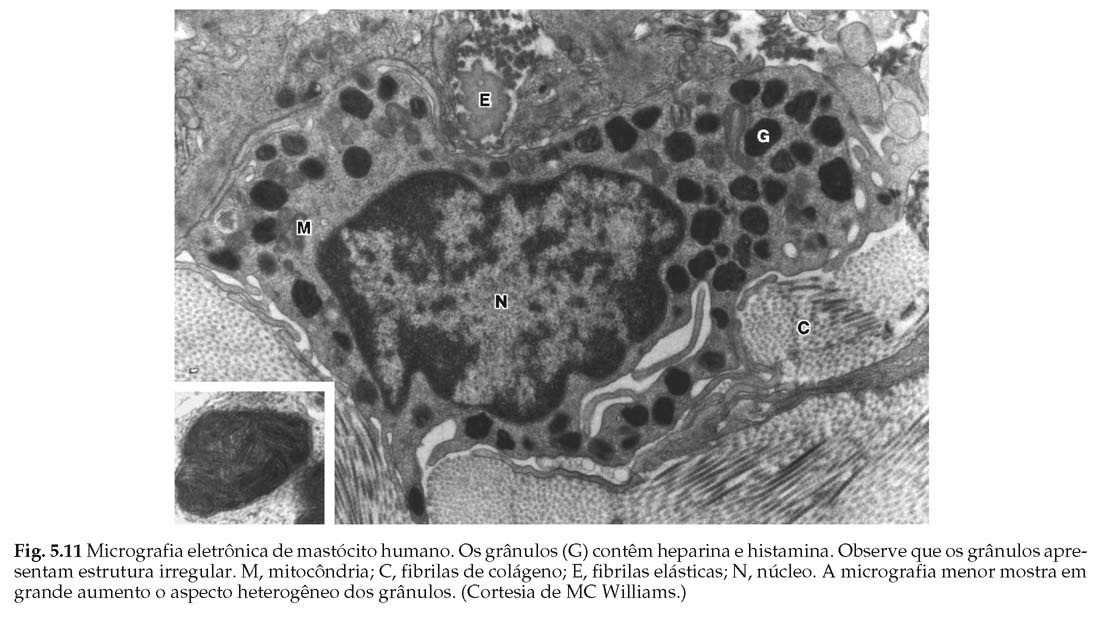 E
G
M
N
C
Fig. 5.11 Micrografia eletrônica de mastócito humano. Os grânulos (G) contêm heparina e histamina. Observe que os grânulos apre-
sentam estrutura irregular. M, mitocôndria; C, fibrilas de colágeno; E, fibrilas elásticas; N, núcleo. A micrografia menor mostra em
grande aumento o aspecto heterogêneo dos grânulos. (Cortesia de MC Williams.)